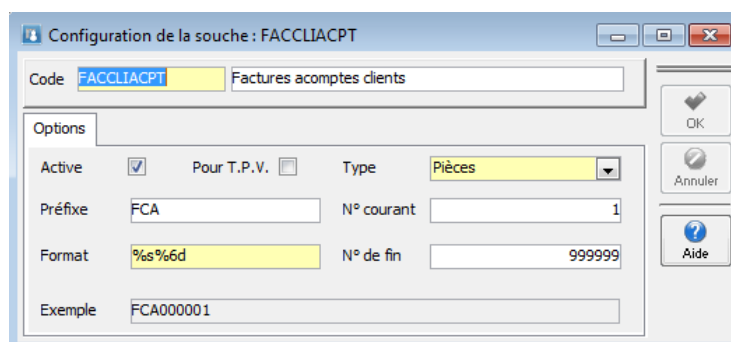 Configuration de la souche : FACCLIACPT
Code FACCLIACPT Factures acomptes clients
OK
Options
Active Pour T.P.V. Type Pièces
Annuler
Préfixe FCA N° courant 1
Format %s%6d N° de fin 999999
Aide
Exemple FCA000001